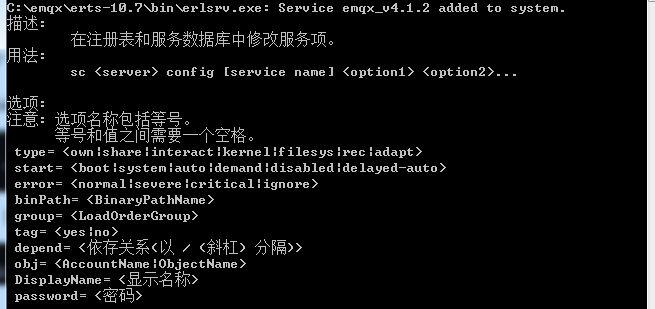 C:\emqx\erts-10.7\bin\erlsrv.exe: Service emqx_v4.1.2 added to system.
描述:
在注册表和服务数据库中修改服务项。
用法:
sc <server> config [service name] <option1> <option2>...
选项:
注意: 选项名称包括等号。
等号和值之间需要一个空格。
type= <own|share|interact|kernel|filesys|rec|adapt>
start= <boot|system|auto|demand|disabled|delayed-auto>
error= <normal|severe|critical|ignore>
binPath= <BinaryPathName>
group= <LoadOrderGroup>
tag= <yes|no>
depend= <依存关系(以 / (斜杠) 分隔)>
obj= <AccountName|ObjectName>
DisplayName= <显示名称>
password= <密码>